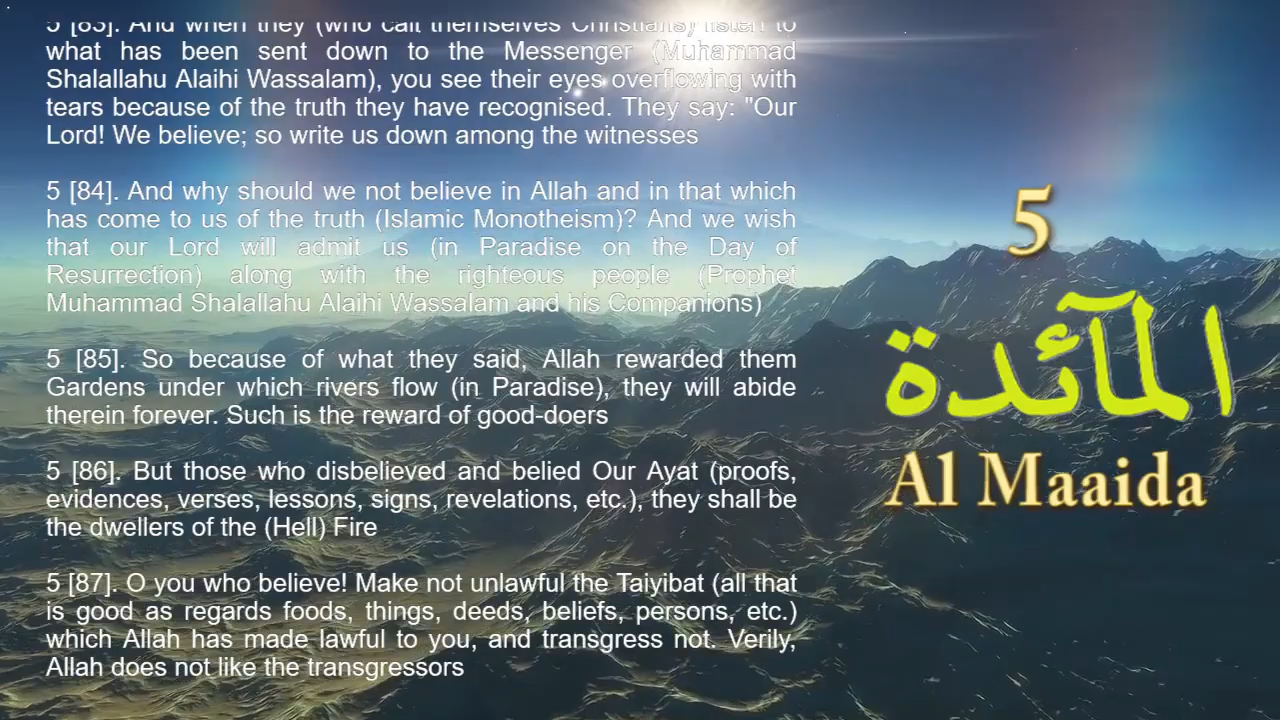 5 [83]. And when they (who call themselves Christians) listen to
what has been sent down to the Messenger (Muhammad
Shalallahu Alaihi Wassalam), you see their eyes overflowing with
tears because of the truth they have recognised. They say: "Our
Lord! We believe; so write us down among the witnesses
5 [84]. And why should we not believe in Allah and in that which
has come to us of the truth (Islamic Monotheism)? And we wish
that our Lord will admit us (in Paradise on the Day of
Resurrection) along with the righteous people (Prophet
Muhammad Shalallahu Alaihi Wassalam and his Companions)
5 [85]. So because of what they said, Allah rewarded them
Gardens under which rivers flow (in Paradise), they will abide
therein forever. Such is the reward of good-doers
5 [86]. But those who disbelieved and belied Our Ayat (proofs,
evidences, verses, lessons, signs, revelations, etc.), they shall be
the dwellers of the (Hell) Fire
5 [87]. O you who believe! Make not unlawful the Taiyibat (all that
is good as regards foods, things, deeds, beliefs, persons, etc.)
which Allah has made lawful to you, and transgress not. Verily,
Allah does not like the transgressors
5
المآئدة
Al Maaida